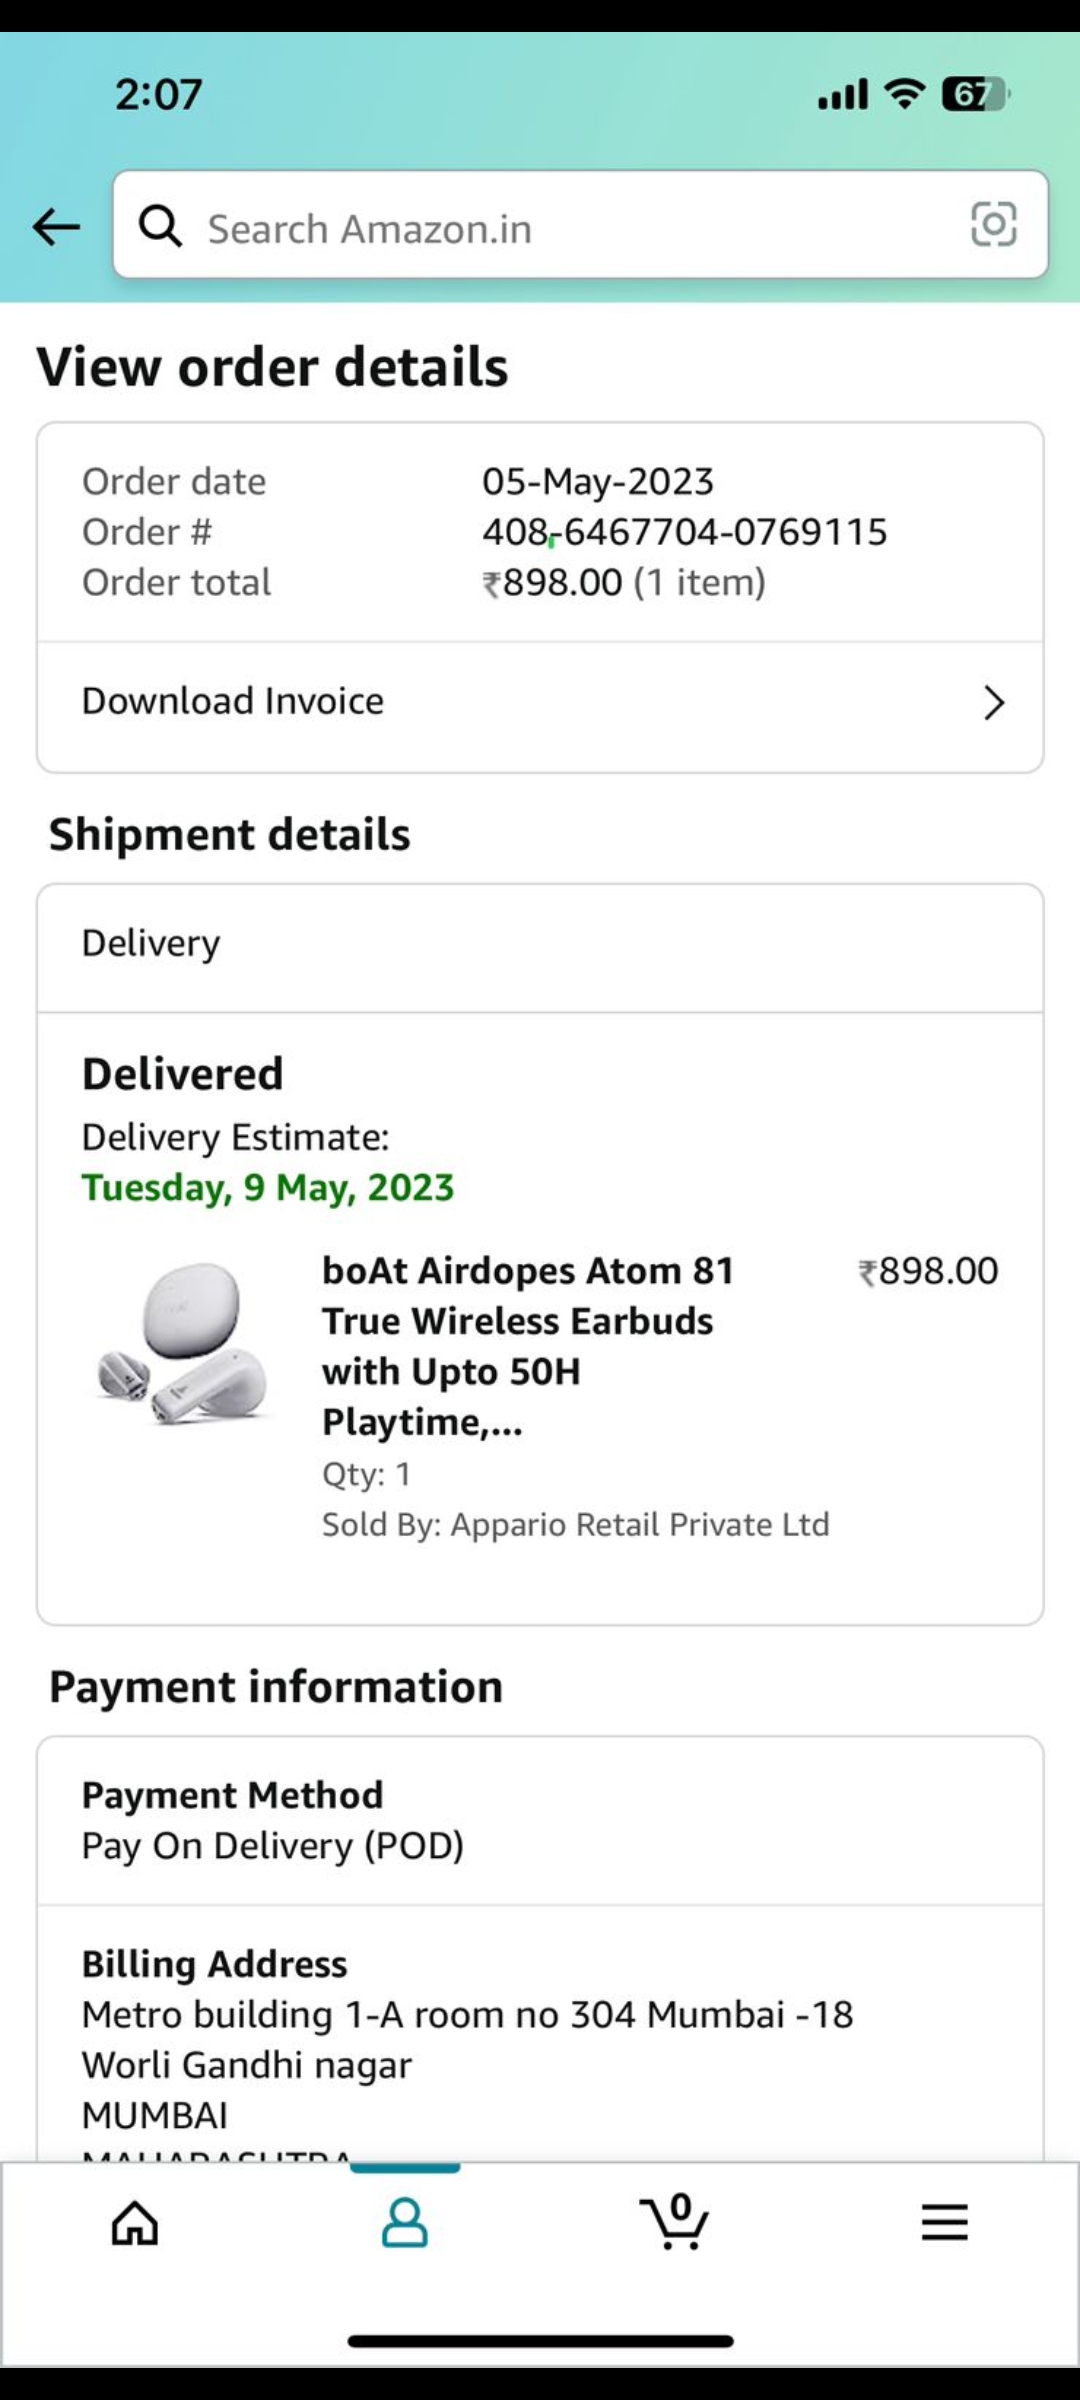 2:07
67
Search Amazon.in
View order details
Order date 05-May-2023
Order # 408-6467704-0769115
Order total ₹898.00 (1 item)
Download Invoice
Shipment details
Delivery
Delivered
Delivery Estimate:
Tuesday, 9 May, 2023
boAt Airdopes Atom 81 ₹898.00
True Wireless Earbuds
with Upto 50H
Playtime,...
Qty: 1
Sold By: Appario Retail Private Ltd
Payment information
Payment Method
Pay On Delivery (POD)
Billing Address
Metro building 1-A room no 304 Mumbai -18
Worli Gandhi nagar
MUMBAI
MAHARASHTRA
0